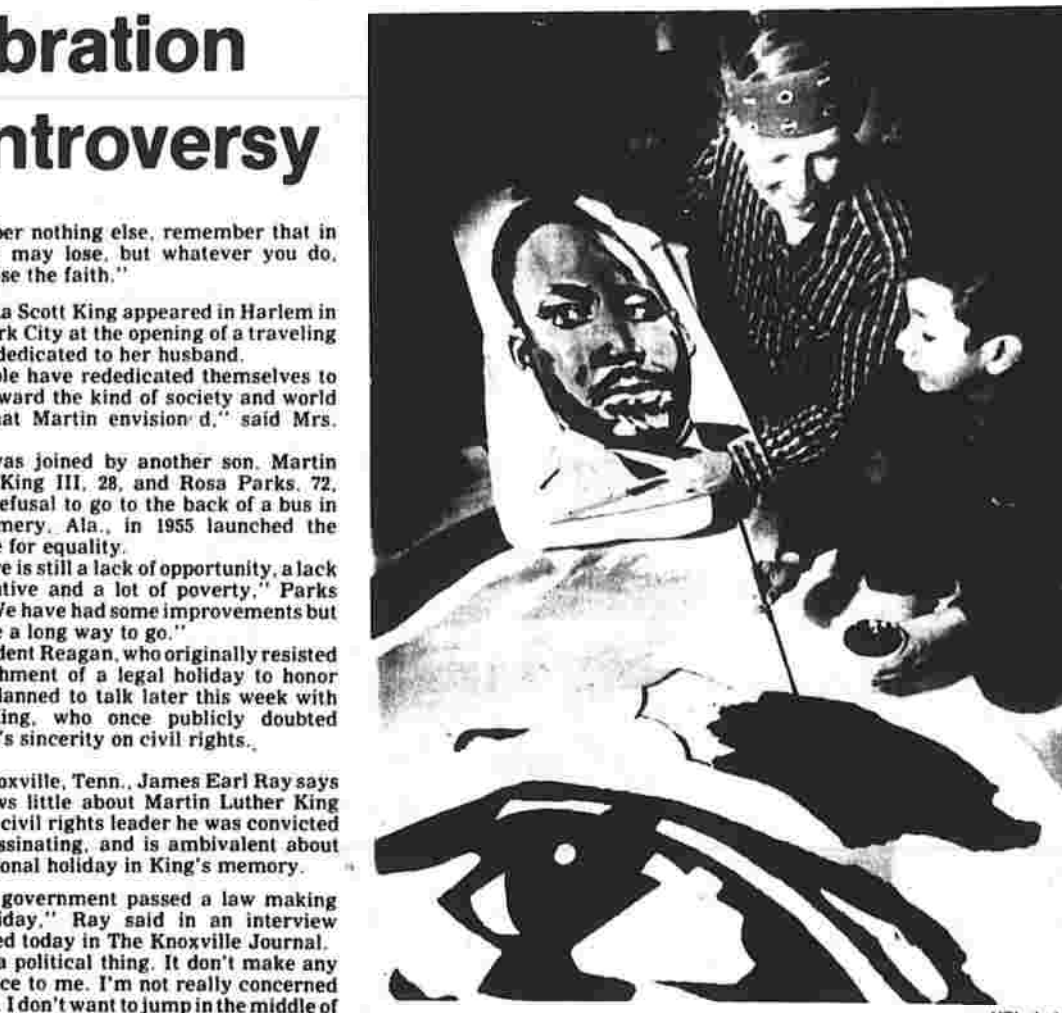 bration
ntroversy
per nothing else, remember that in
may lose, but whatever you do,
se the faith."
a Scott King appeared in Harlem in
rk City at the opening of a traveling
dedicated to her husband.
ple have rededicated themselves to
ward the kind of society and world
hat Martin envision d," said Mrs.
was joined by another son, Martin
King III, 28, and Rosa Parks, 72,
efusal to go to the back of a bus in
mery, Ala., in 1955 launched the
e for equality.
re is still a lack of opportunity, a lack
ative and a lot of poverty," Parks
We have had some improvements but
e a long way to go."
dent Reagan, who originally resisted
hment of a legal holiday to honor
planned to talk later this week with
ing, who once publicly doubted
's sincerity on civil rights.
oxville, Tenn., James Earl Ray says
ws little about Martin Luther King
civil rights leader he was convicted
ssinating, and is ambivalent about
onal holiday in King's memory.
government passed a law making
iday," Ray said in an interview
ed today in The Knoxville Journal.
a political thing. It don't make any
ce to me. I'm not really concerned
I don't want to jump in the middle of